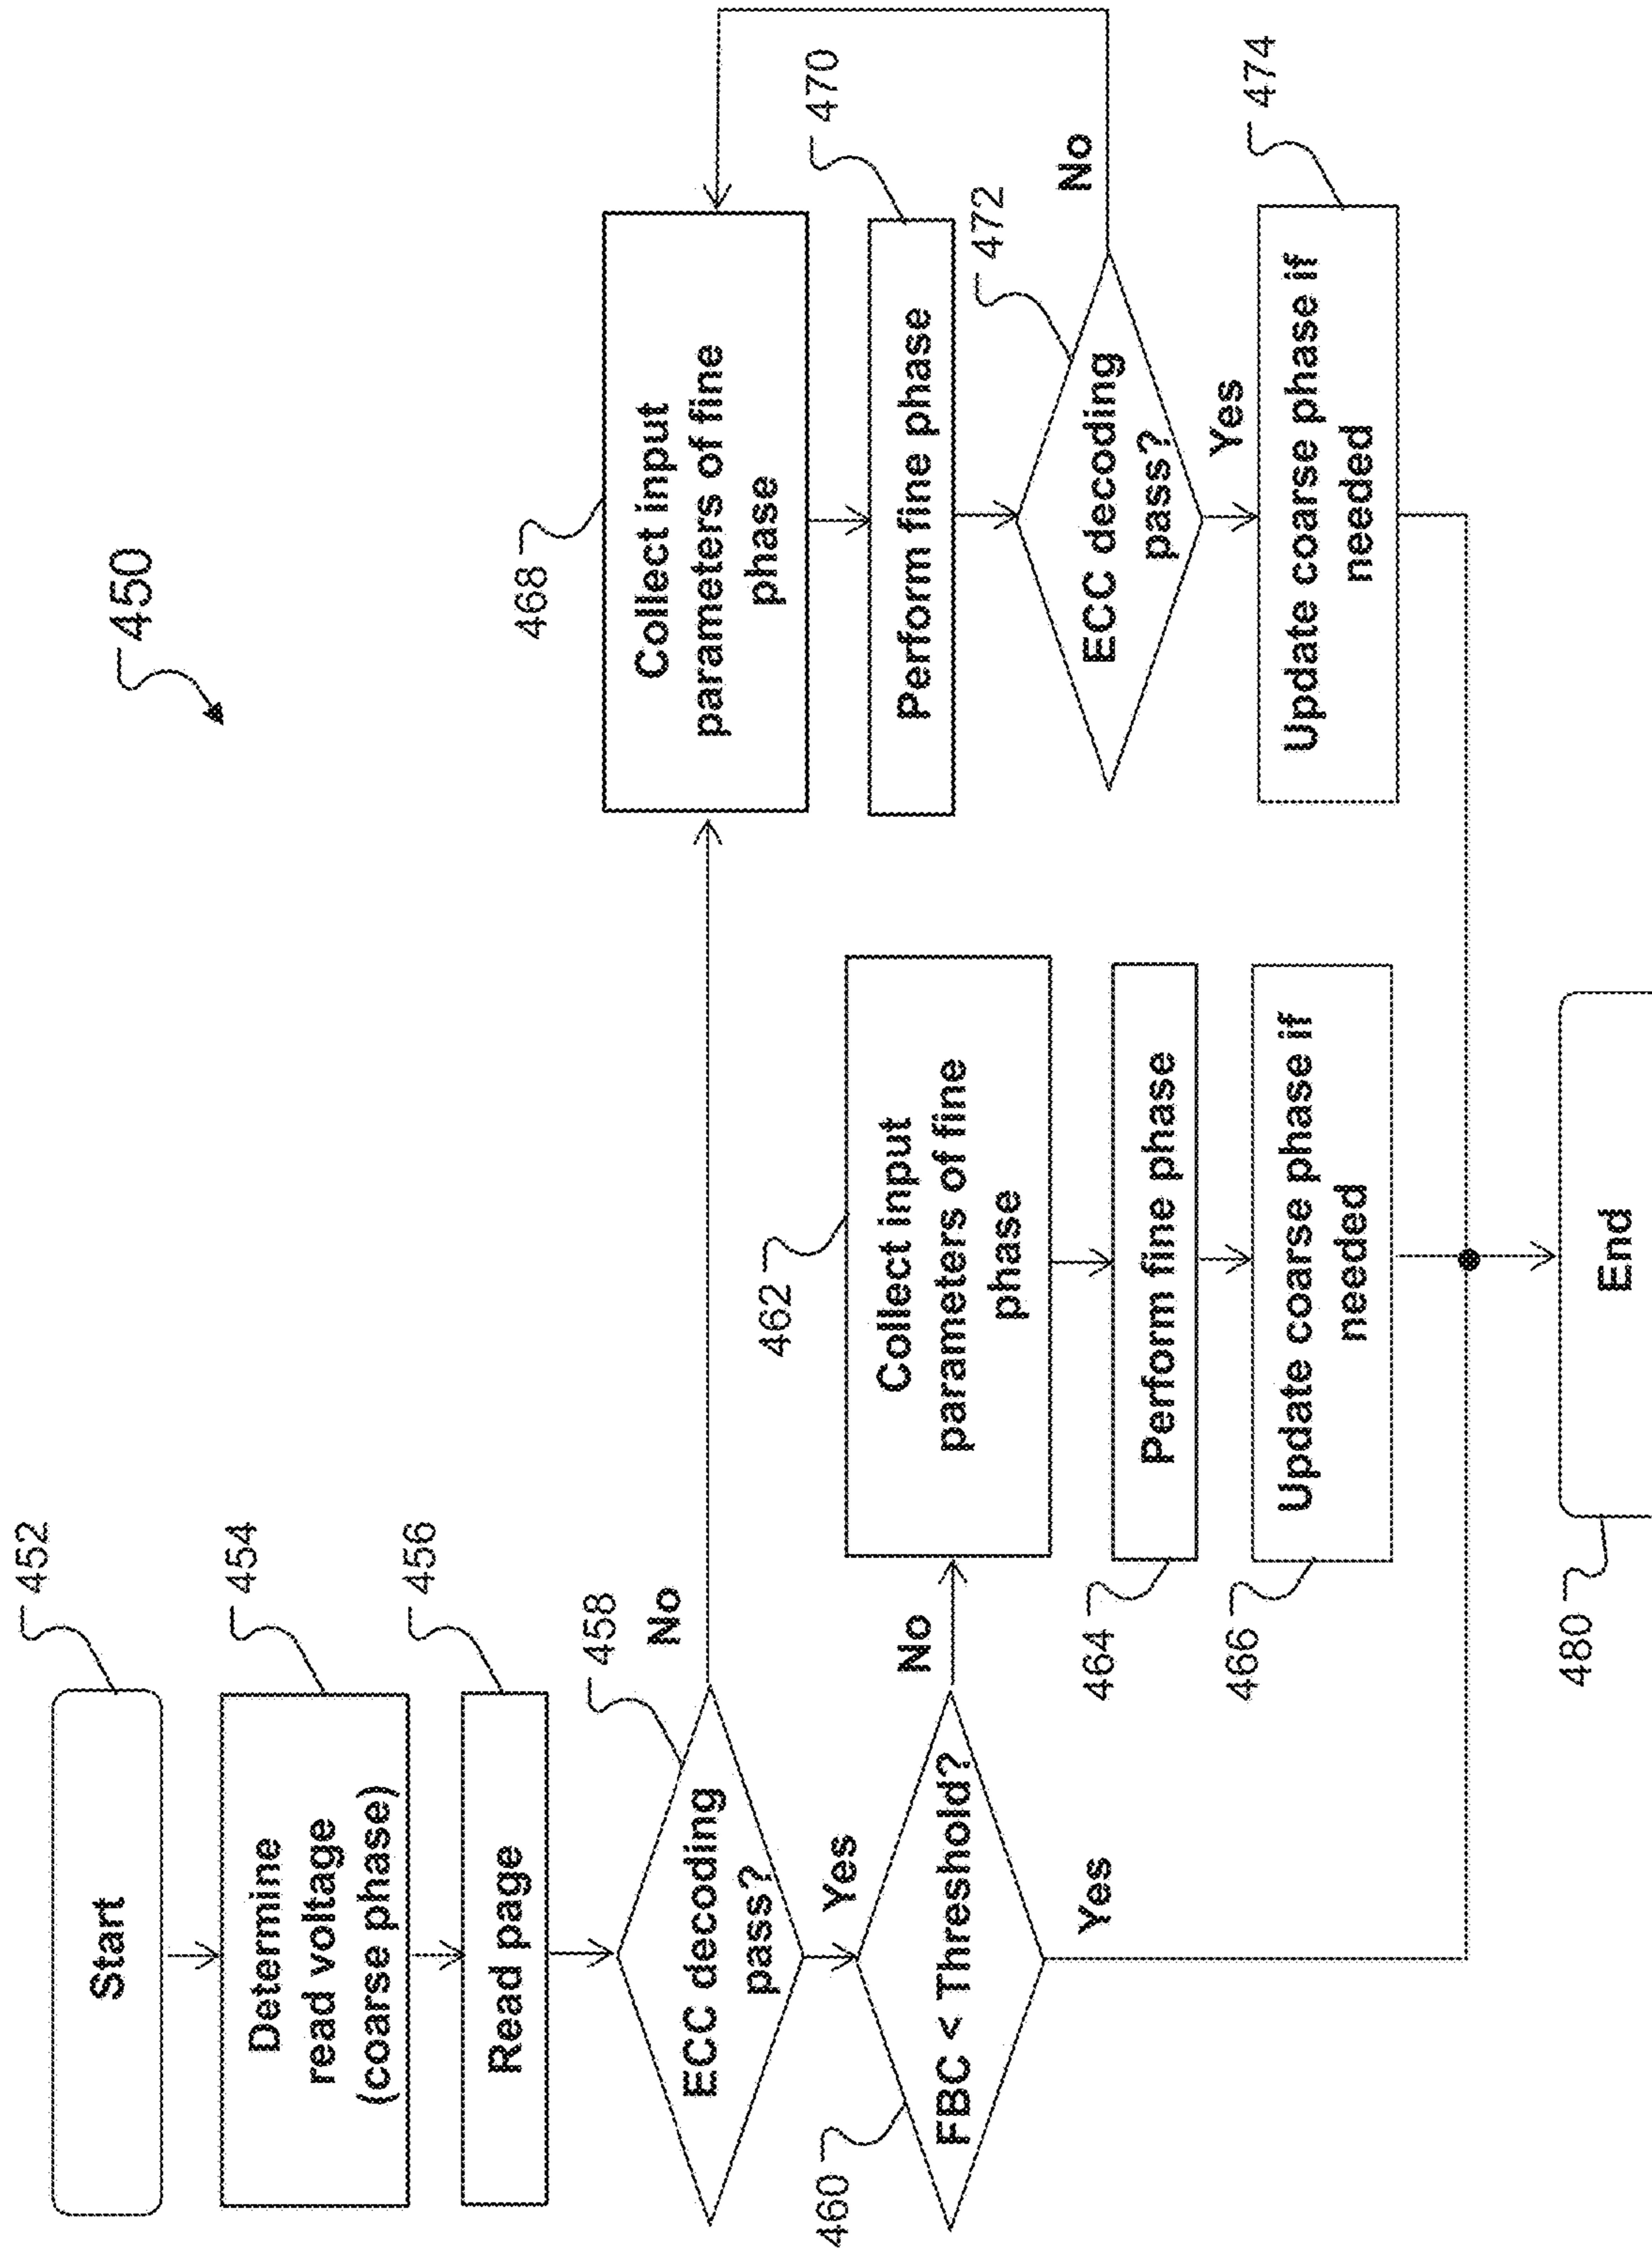 450
Start
452
Determine
read voltage
(coarse phase)
454
Read page
456
ECC decoding
pass?
458
No
Yes
FBC < Threshold?
460
No
Yes
Collect input
parameters of fine
phase
462
Perform fine phase
464
Update coarse phase if
needed
466
Collect input
parameters of fine
phase
468
Perform fine phase
470
ECC decoding
pass?
472
No
Yes
Update coarse phase if
needed
474
End
480